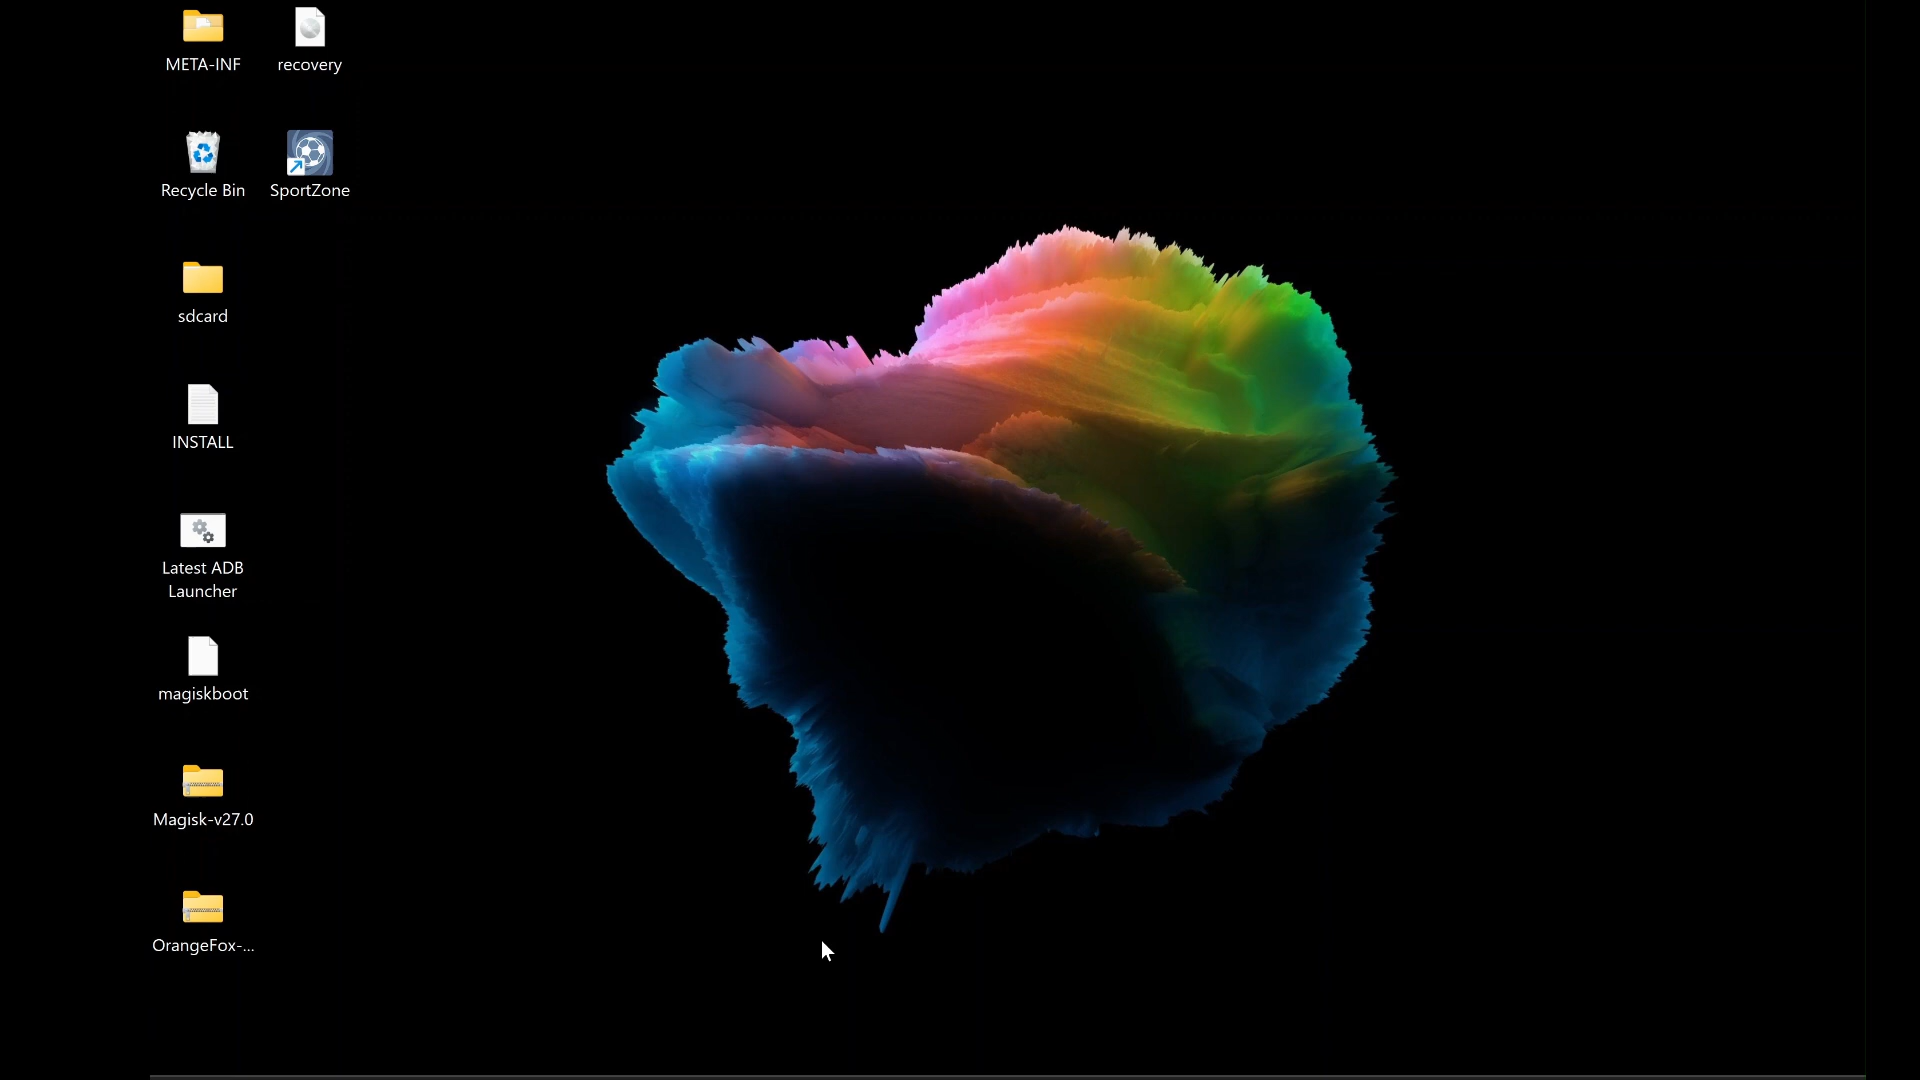 META-INF
recovery
Recycle Bin
SportZone
sdcard
INSTALL
Latest ADB
Launcher
magiskboot
Magisk-v27.0
OrangeFox-...